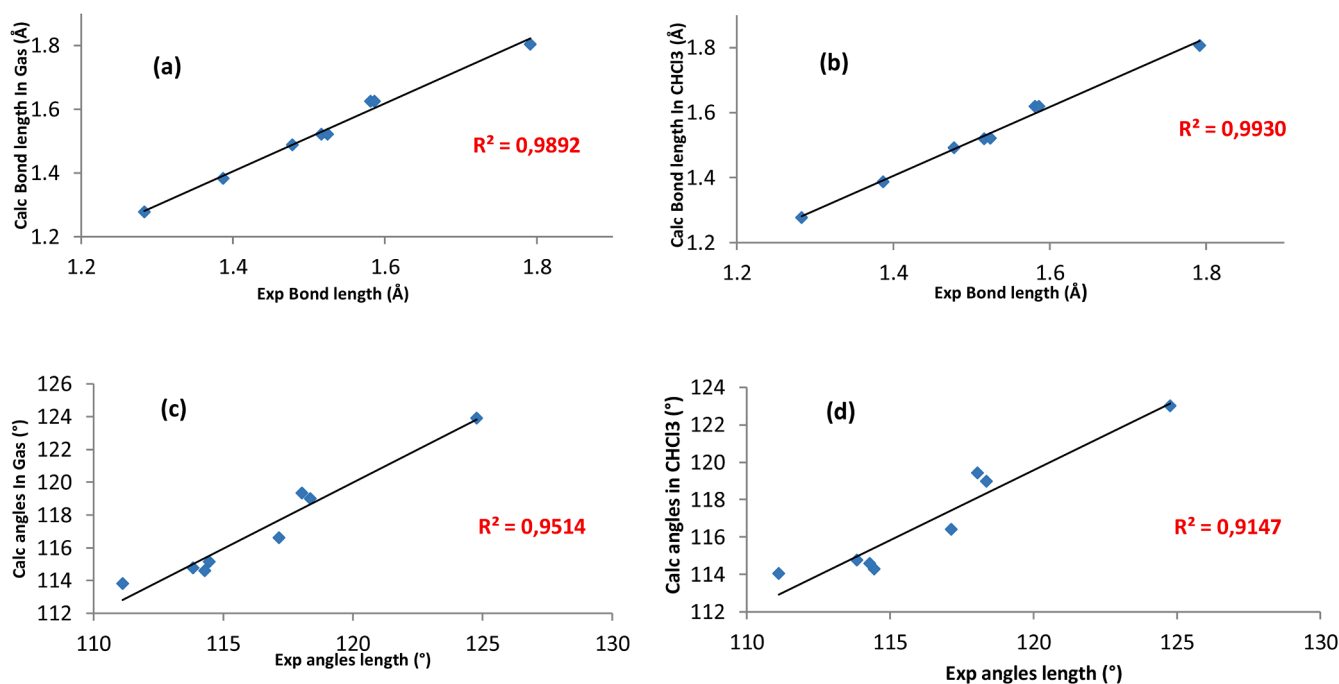 Calc Bond length In Gas (Å)
1.8
1.6
1.4
1.2
(a)
R² = 0,9892
1.2 1.4 1.6 1.8
Exp Bond length (Å)
Calc Bond length In CHCl3 (Å)
1.8
1.6
1.4
1.2
(b)
R² = 0,9930
1.2 1.4 1.6 1.8
Exp Bond length (Å)
Calc angles In Gas (°)
126
124
122
120
118
116
114
112
(c)
R² = 0,9514
110 115 120 125 130
Exp angles length (°)
Calc angles in CHCl3 (°)
124
122
120
118
116
114
112
(d)
R² = 0,9147
110 115 120 125 130
Exp angles length (°)